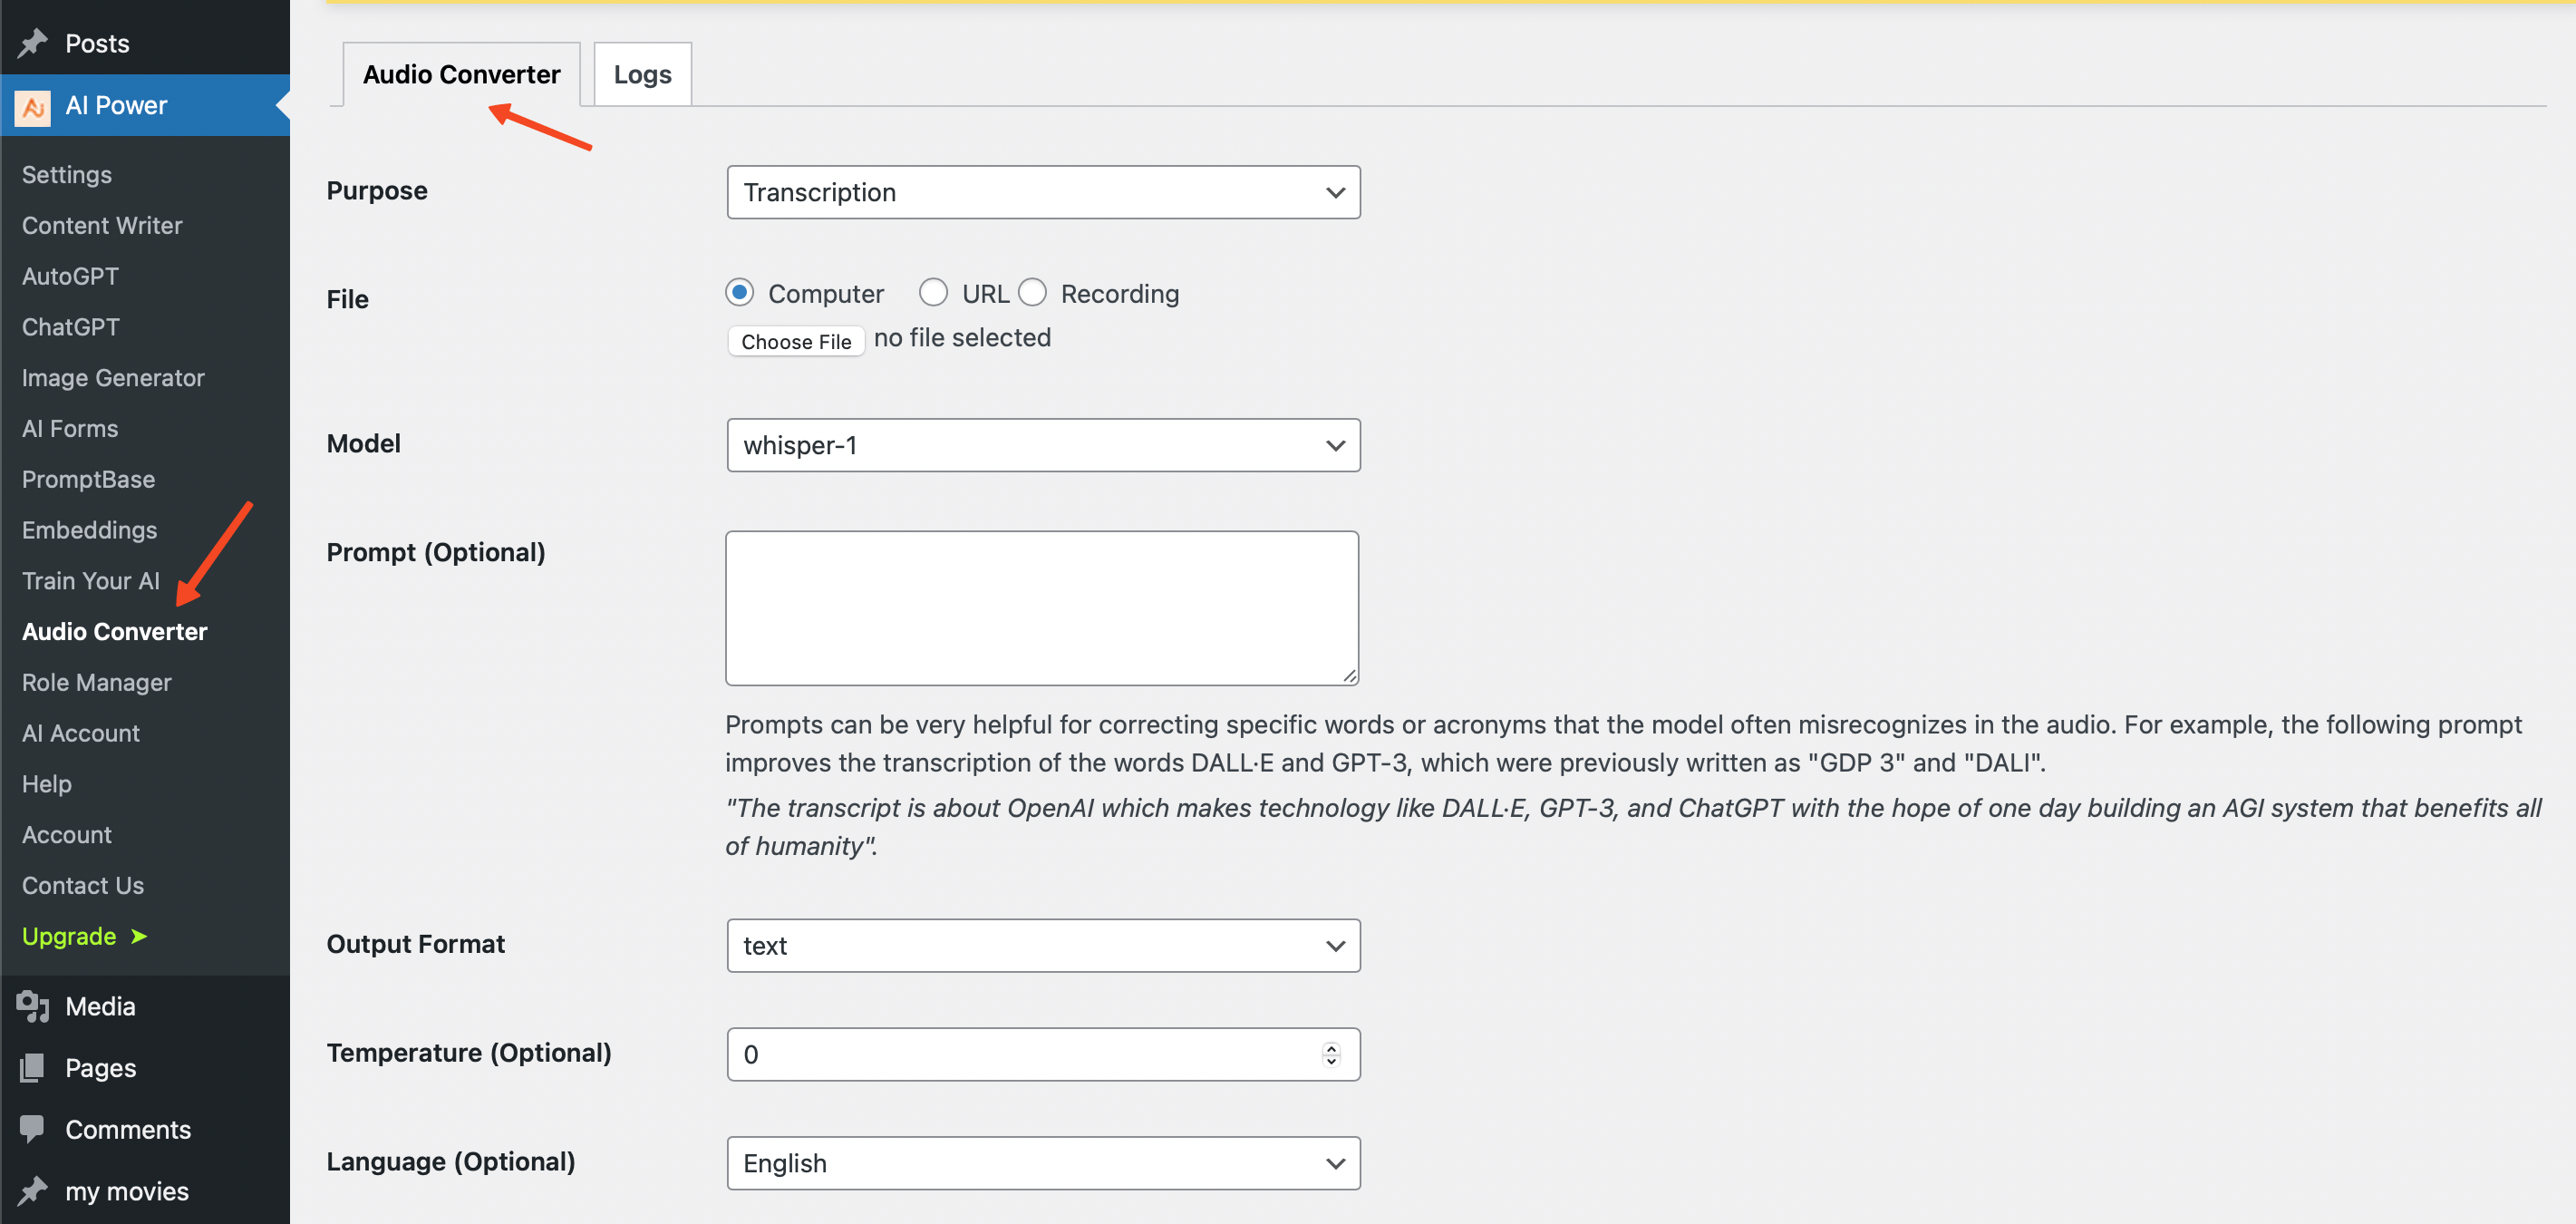 Posts
AI Power
Settings
Content Writer
AutoGPT
ChatGPT
Image Generator
AI Forms
PromptBase
Embeddings
Train Your AI
Audio Converter
Role Manager
AI Account
Help
Account
Contact Us
Upgrade ➤
Media
Pages
Comments
my movies
Audio Converter
Logs
Purpose
Transcription
File
Computer URL Recording
Choose File no file selected
Model
whisper-1
Prompt (Optional)
Prompts can be very helpful for correcting specific words or acronyms that the model often misrecognizes in the audio. For example, the following prompt
improves the transcription of the words DALL·E and GPT-3, which were previously written as "GDP 3" and "DALI".
"The transcript is about OpenAI which makes technology like DALL·E, GPT-3, and ChatGPT with the hope of one day building an AGI system that benefits all
of humanity".
Output Format
text
Temperature (Optional)
0
Language (Optional)
English